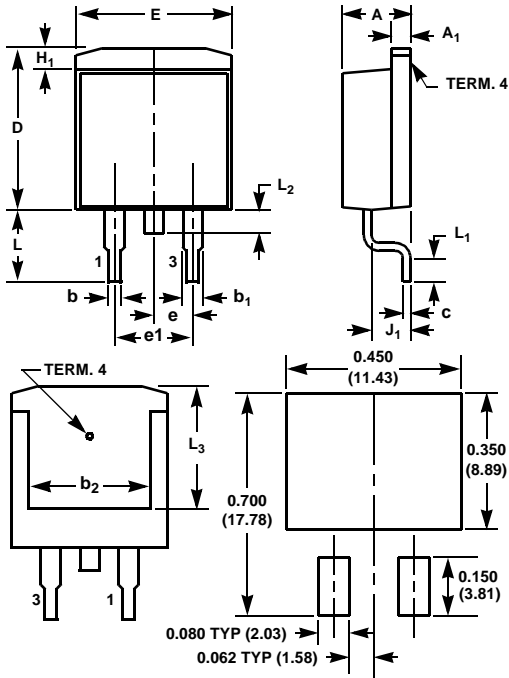 E
A
H1
A1
TERM. 4
D
L2
L
L1
1
3
b
b1
e
c
e1
J1
TERM. 4
0.450
(11.43)
L3
b2
0.350
(8.89)
0.700
(17.78)
3
1
0.150
(3.81)
0.080 TYP (2.03)
0.062 TYP (1.58)